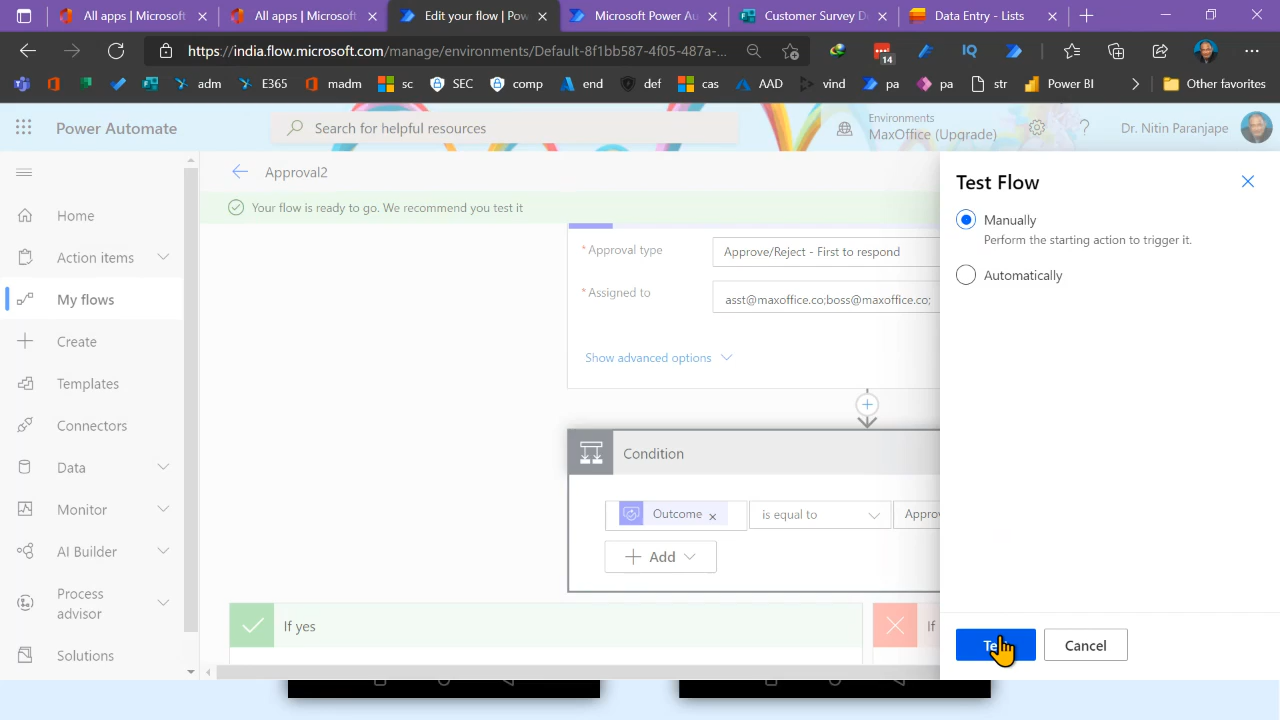 All apps | Microsoft
All apps | Microsoft
Edit your flow | Pow
Microsoft Power Au
Customer Survey D
Data Entry - Lists
https://india.flow.microsoft.com/manage/environments/Default-8f1bb587-4f05-487a-...
14
IQ
adm
E365
madm
sc
SEC
comp
end
def
cas
AAD
vind
pa
pa
str
Power BI
Other favorites
Power Automate
Search for helpful resources
Environments
MaxOffice (Upgrade)
Dr. Nitin Paranjape
Home
Action items
My flows
Create
Templates
Connectors
Data
Monitor
AI Builder
Process
advisor
Solutions
Approval2
Your flow is ready to go. We recommend you test it
* Approval type
Approve/Reject - First to respond
* Assigned to
asst@maxoffice.co;boss@maxoffice.co;
Show advanced options
Condition
Outcome
is equal to
Approv
Add
If yes
If
Test Flow
Manually
Perform the starting action to trigger it.
Automatically
Cancel